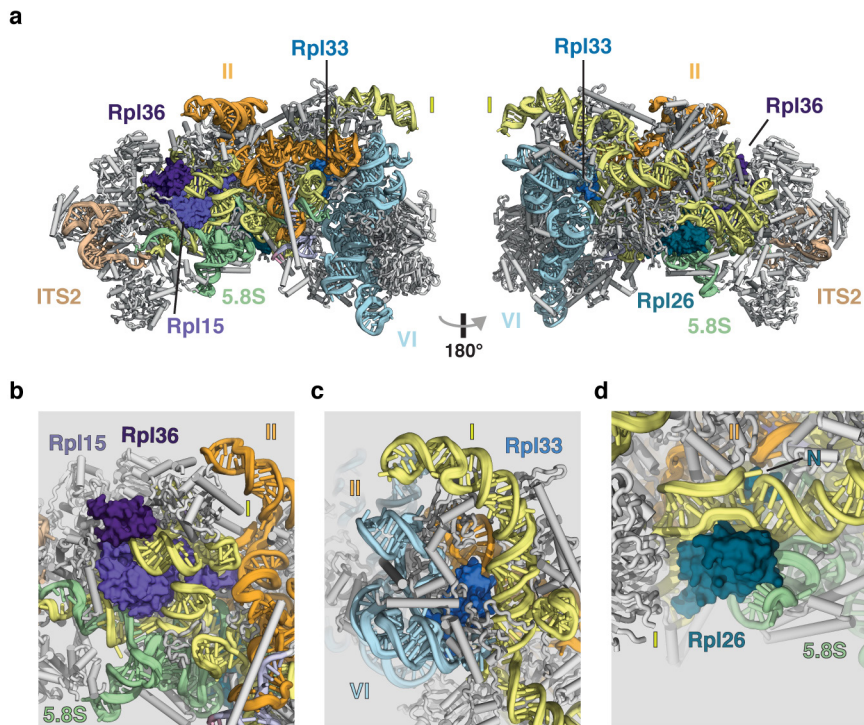 a
Rpl33
Rpl33
II
II
Rpl36
Rpl36
I
I
ITS2
5.8S
Rpl15
VI
180°
VI
Rpl26
5.8S
ITS2
b
c
d
Rpl15
Rpl36
II
I
5.8S
I
Rpl33
II
VI
II
N
I
Rpl26
5.8S